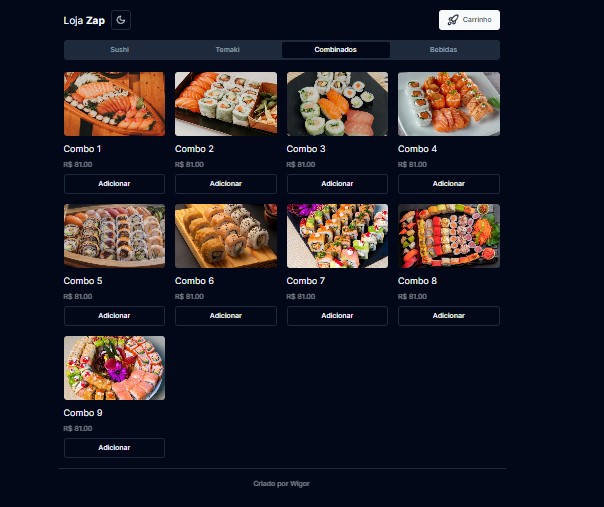 Loja Zap
Carrinho
Sushi Temaki Combinados Bebidas
Combo 1 Combo 2 Combo 3 Combo 4
R$ 81.00 R$ 81.00 R$ 81.00 R$ 81.00
Adicionar Adicionar Adicionar Adicionar
Combo 5 Combo 6 Combo 7 Combo 8
R$ 81.00 R$ 81.00 R$ 81.00 R$ 81.00
Adicionar Adicionar Adicionar Adicionar
Combo 9
R$ 81.00
Adicionar
Criado por Wigor